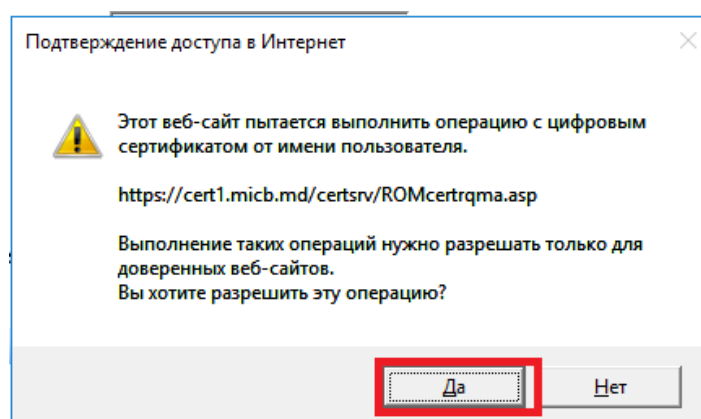 Подтверждение доступа в Интернет
Этот веб-сайт пытается выполнить операцию с цифровым
сертификатом от имени пользователя.
https://cert1.micb.md/certsrv/ROMcertrqma.asp
Выполнение таких операций нужно разрешать только для
доверенных веб-сайтов.
Вы хотите разрешить эту операцию?
Да
Нет